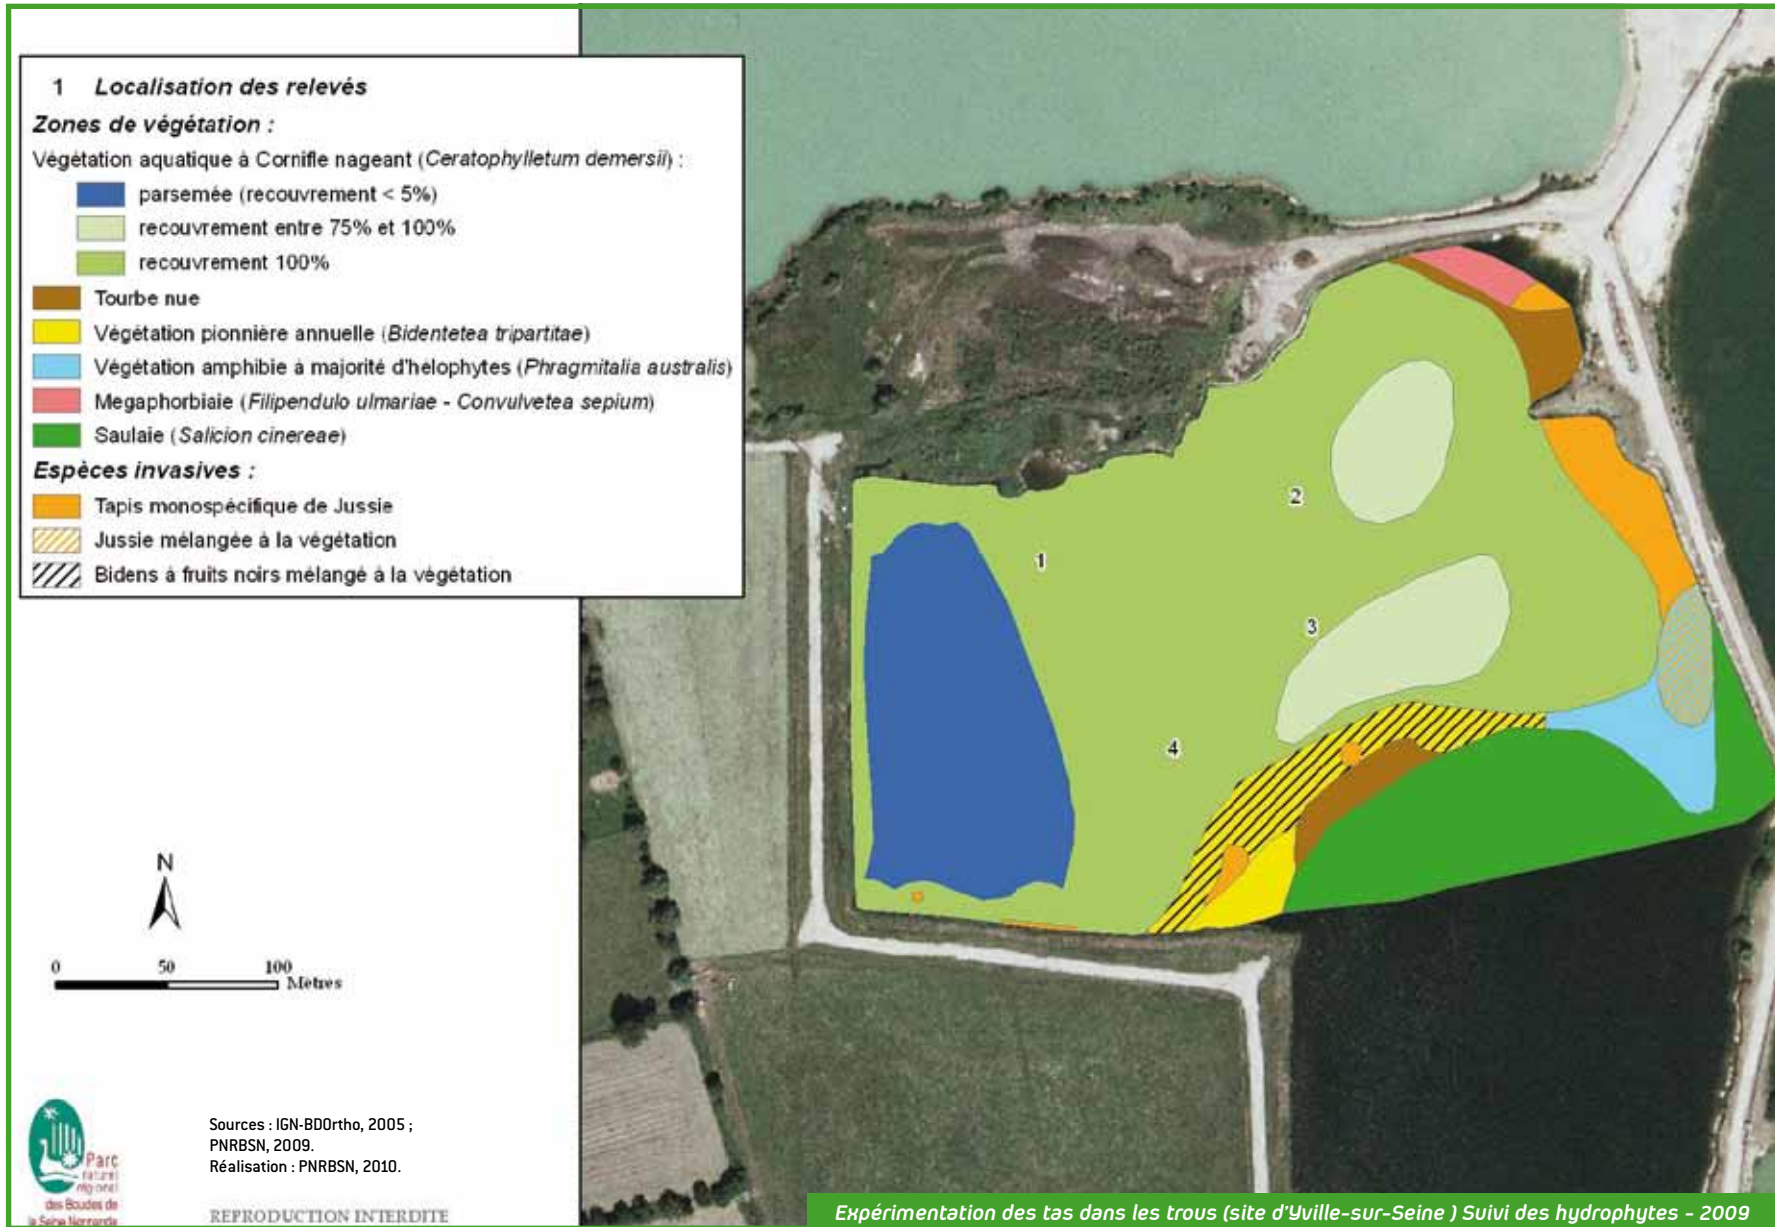 1 Localisation des relevés
Zones de végétation :
Végétation aquatique à Cornifle nageant (Ceratophylletum demersii) :
parsemée (recouvrement < 5%)
recouvrement entre 75% et 100%
recouvrement 100%
Tourbe nue
Végétation pionnière annuelle (Bidentetea tripartitae)
Végétation amphibie à majorité d'hélophytes (Phragmitalia australis)
Megaphorbiaie (Filipendulo ulmariae - Convulvetea sepium)
Saulaie (Salicion cinereae)
Espèces invasives :
Tapis monospécifique de Jussie
Jussie mélangée à la végétation
Bidens à fruits noirs mélangé à la végétation
2
1
3
4
N
0 50 100
Mètres
Parc
naturel
régional
des Boucles de
la Seine Normande
Sources : IGN-BDOrtho, 2005 ;
PNRBSN, 2009.
Réalisation : PNRBSN, 2010.
REPRODUCTION INTERDITE
Expérimentation des tas dans les trous (site d'Yville-sur-Seine ) Suivi des hydrophytes - 2009